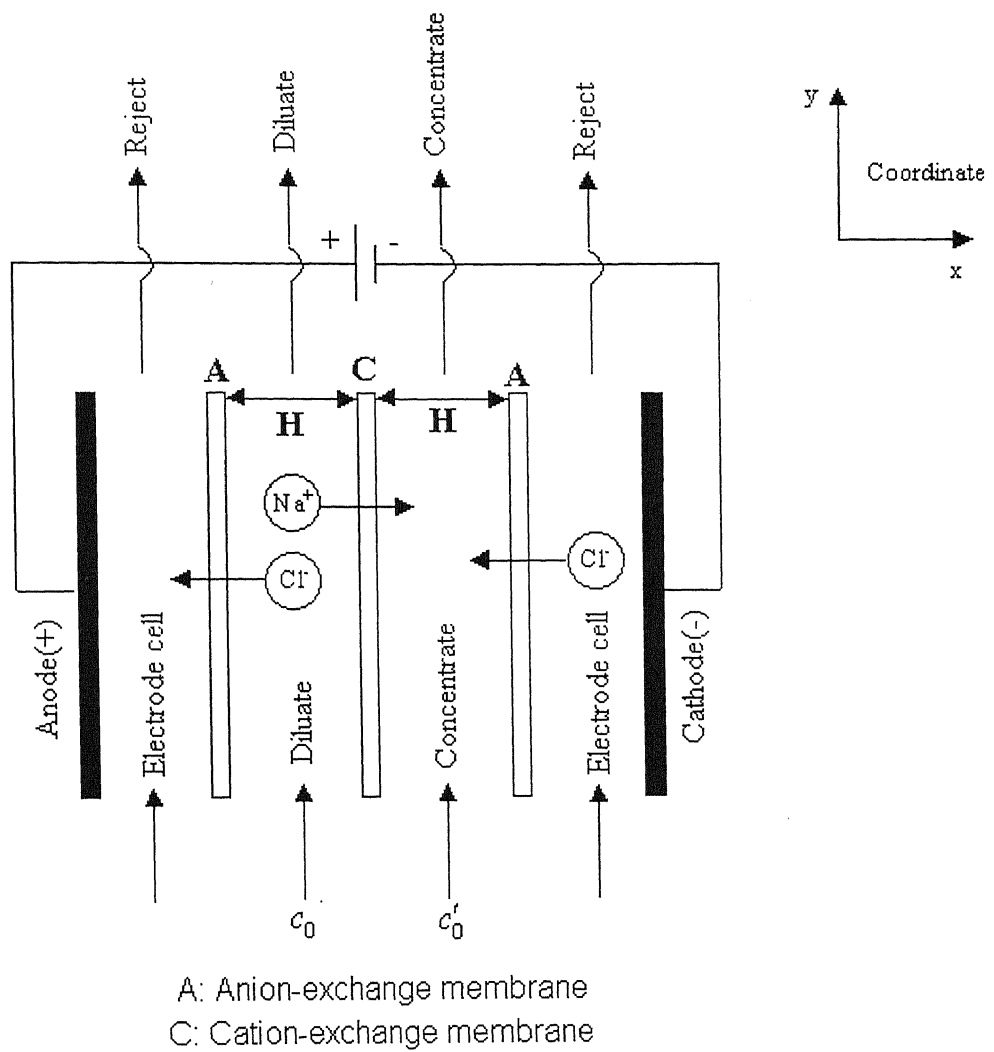 Reject
Diluate
Concentrate
Reject
y
Coordinate
x
+
-
A
C
A
H
H
Na⁺
Cl⁻
Cl⁻
Anode(+)
Electrode cell
Diluate
Concentrate
Electrode cell
Cathode(-)
c₀
c₀′
A: Anion-exchange membrane
C: Cation-exchange membrane